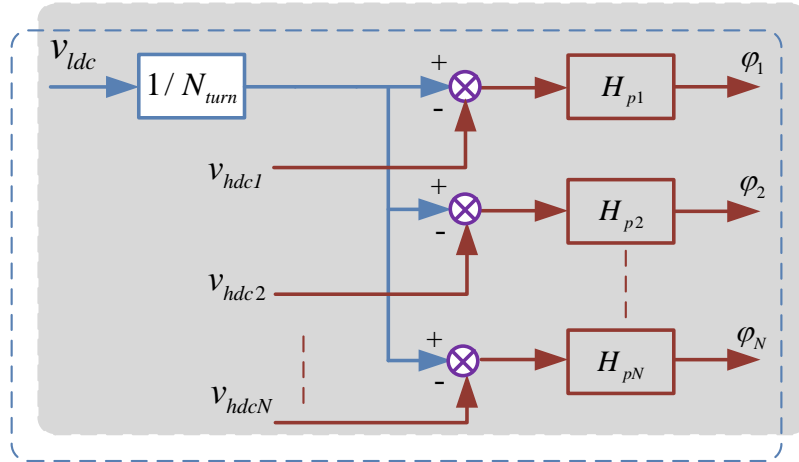 v_ldc
1/ N_turn
+
-
H_p1
φ_1
v_hdc1
+
-
H_p2
φ_2
v_hdc2
+
-
H_pN
φ_N
v_hdcN